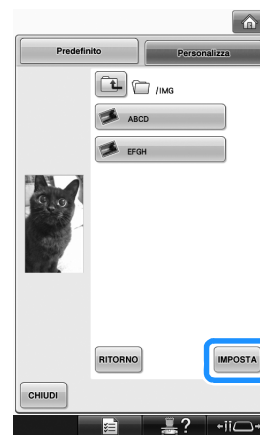 Predefinito
Personalizza
/IMG
ABCD
EFGH
RITORNO
IMPOSTA
CHIUDI
?